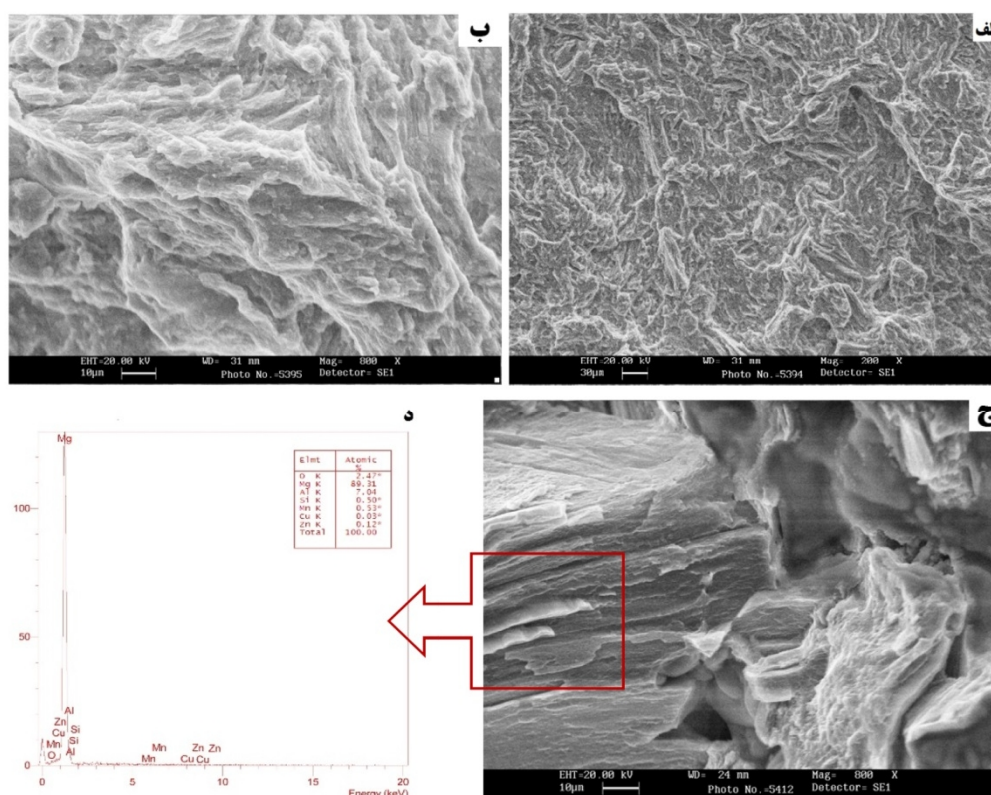 ب
الف
EHT=20.00 kV WD= 31 mm Mag= 800 X
10µm Photo No.=5395 Detector= SE1
EHT=20.00 kV WD= 31 mm Mag= 200 X
30µm Photo No.=5394 Detector= SE1
د
ج
Mg
Elmt Atomic
%
O K 2.47*
Mg K 89.31
Al K 7.04
Si K 0.50*
Mn K 0.53*
Cu K 0.03*
Zn K 0.12*
Total 100.00
100
50
Al
Zn
Si
Cu
Si
Mn
Al
O
Mn
Mn
Zn
Zn
Cu
Cu
0
0 5 10 15 20
Energy (keV)
EHT=20.00 kV WD= 24 mm Mag= 800 X
10µm Photo No.=5412 Detector= SE1